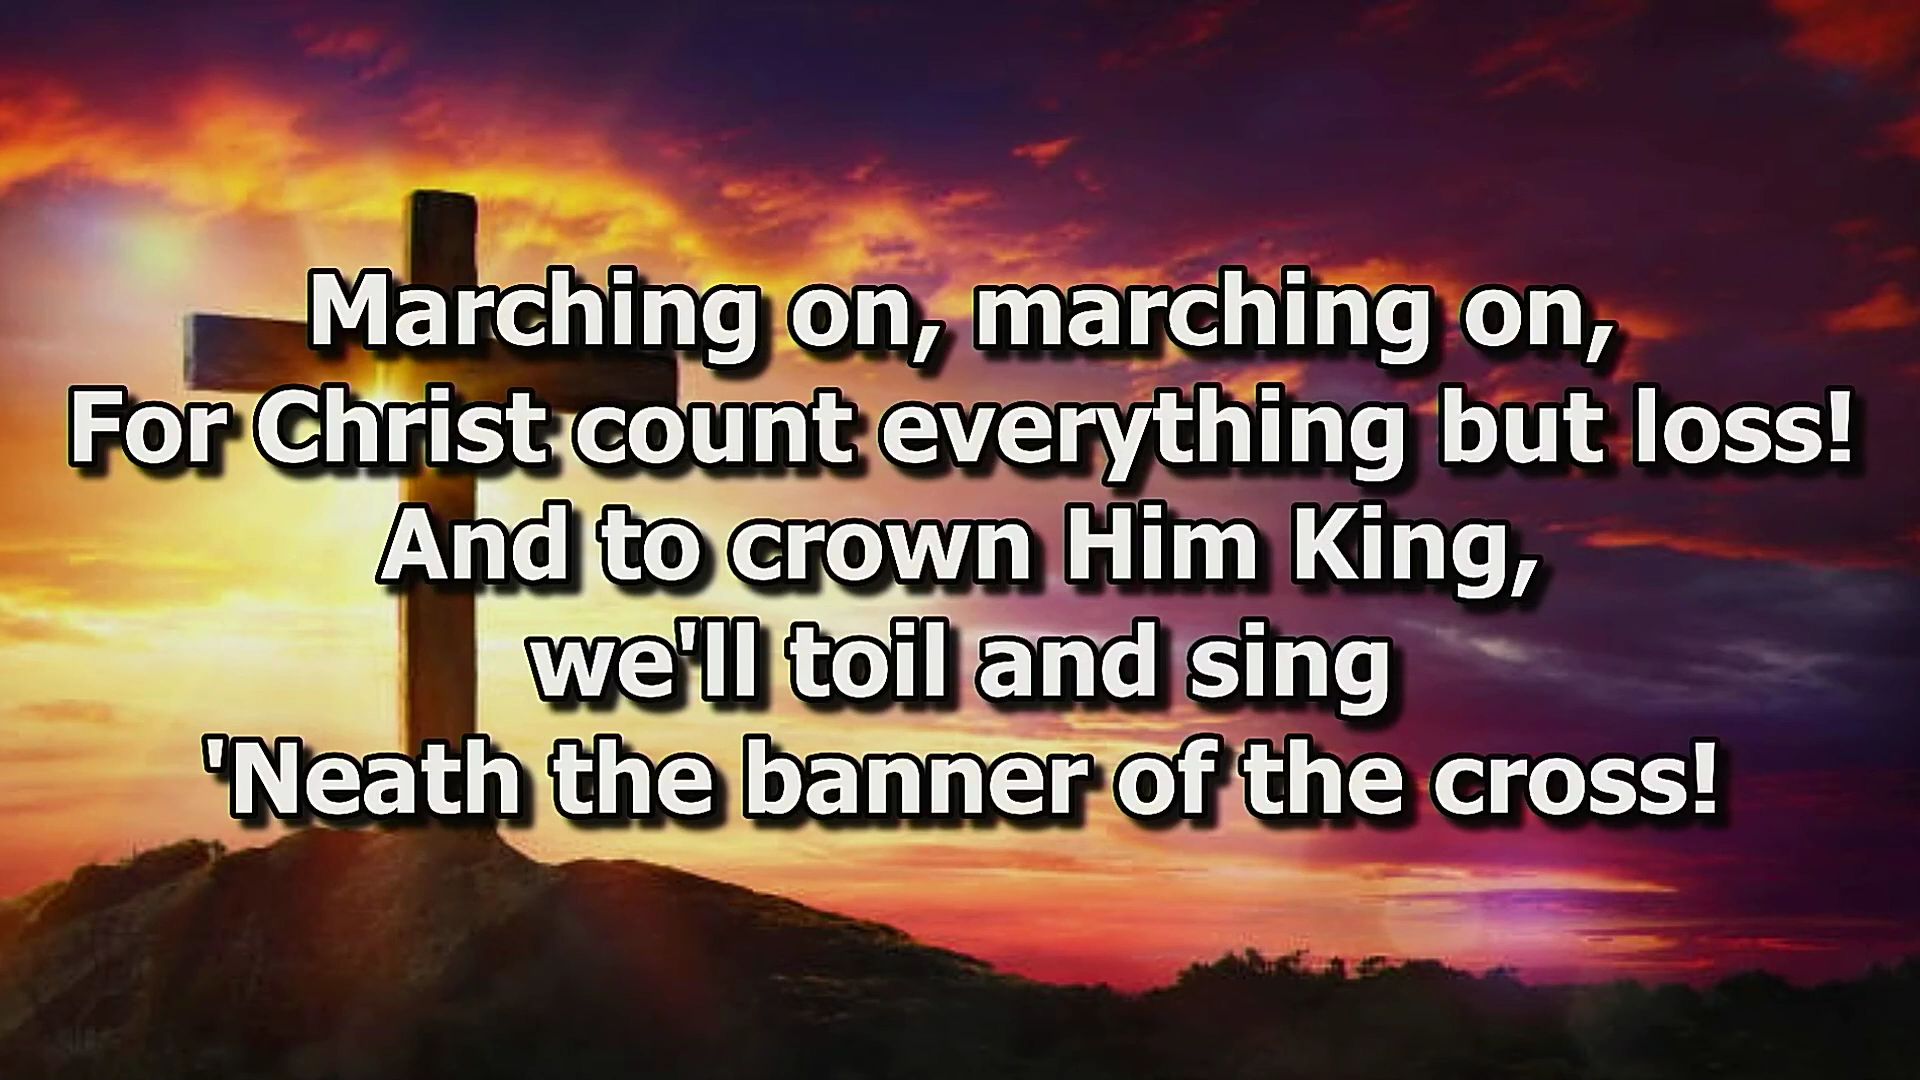 Marching on, marching on,
For Christ count everything but loss!
And to crown Him King,
we'll toil and sing
'Neath the banner of the cross!